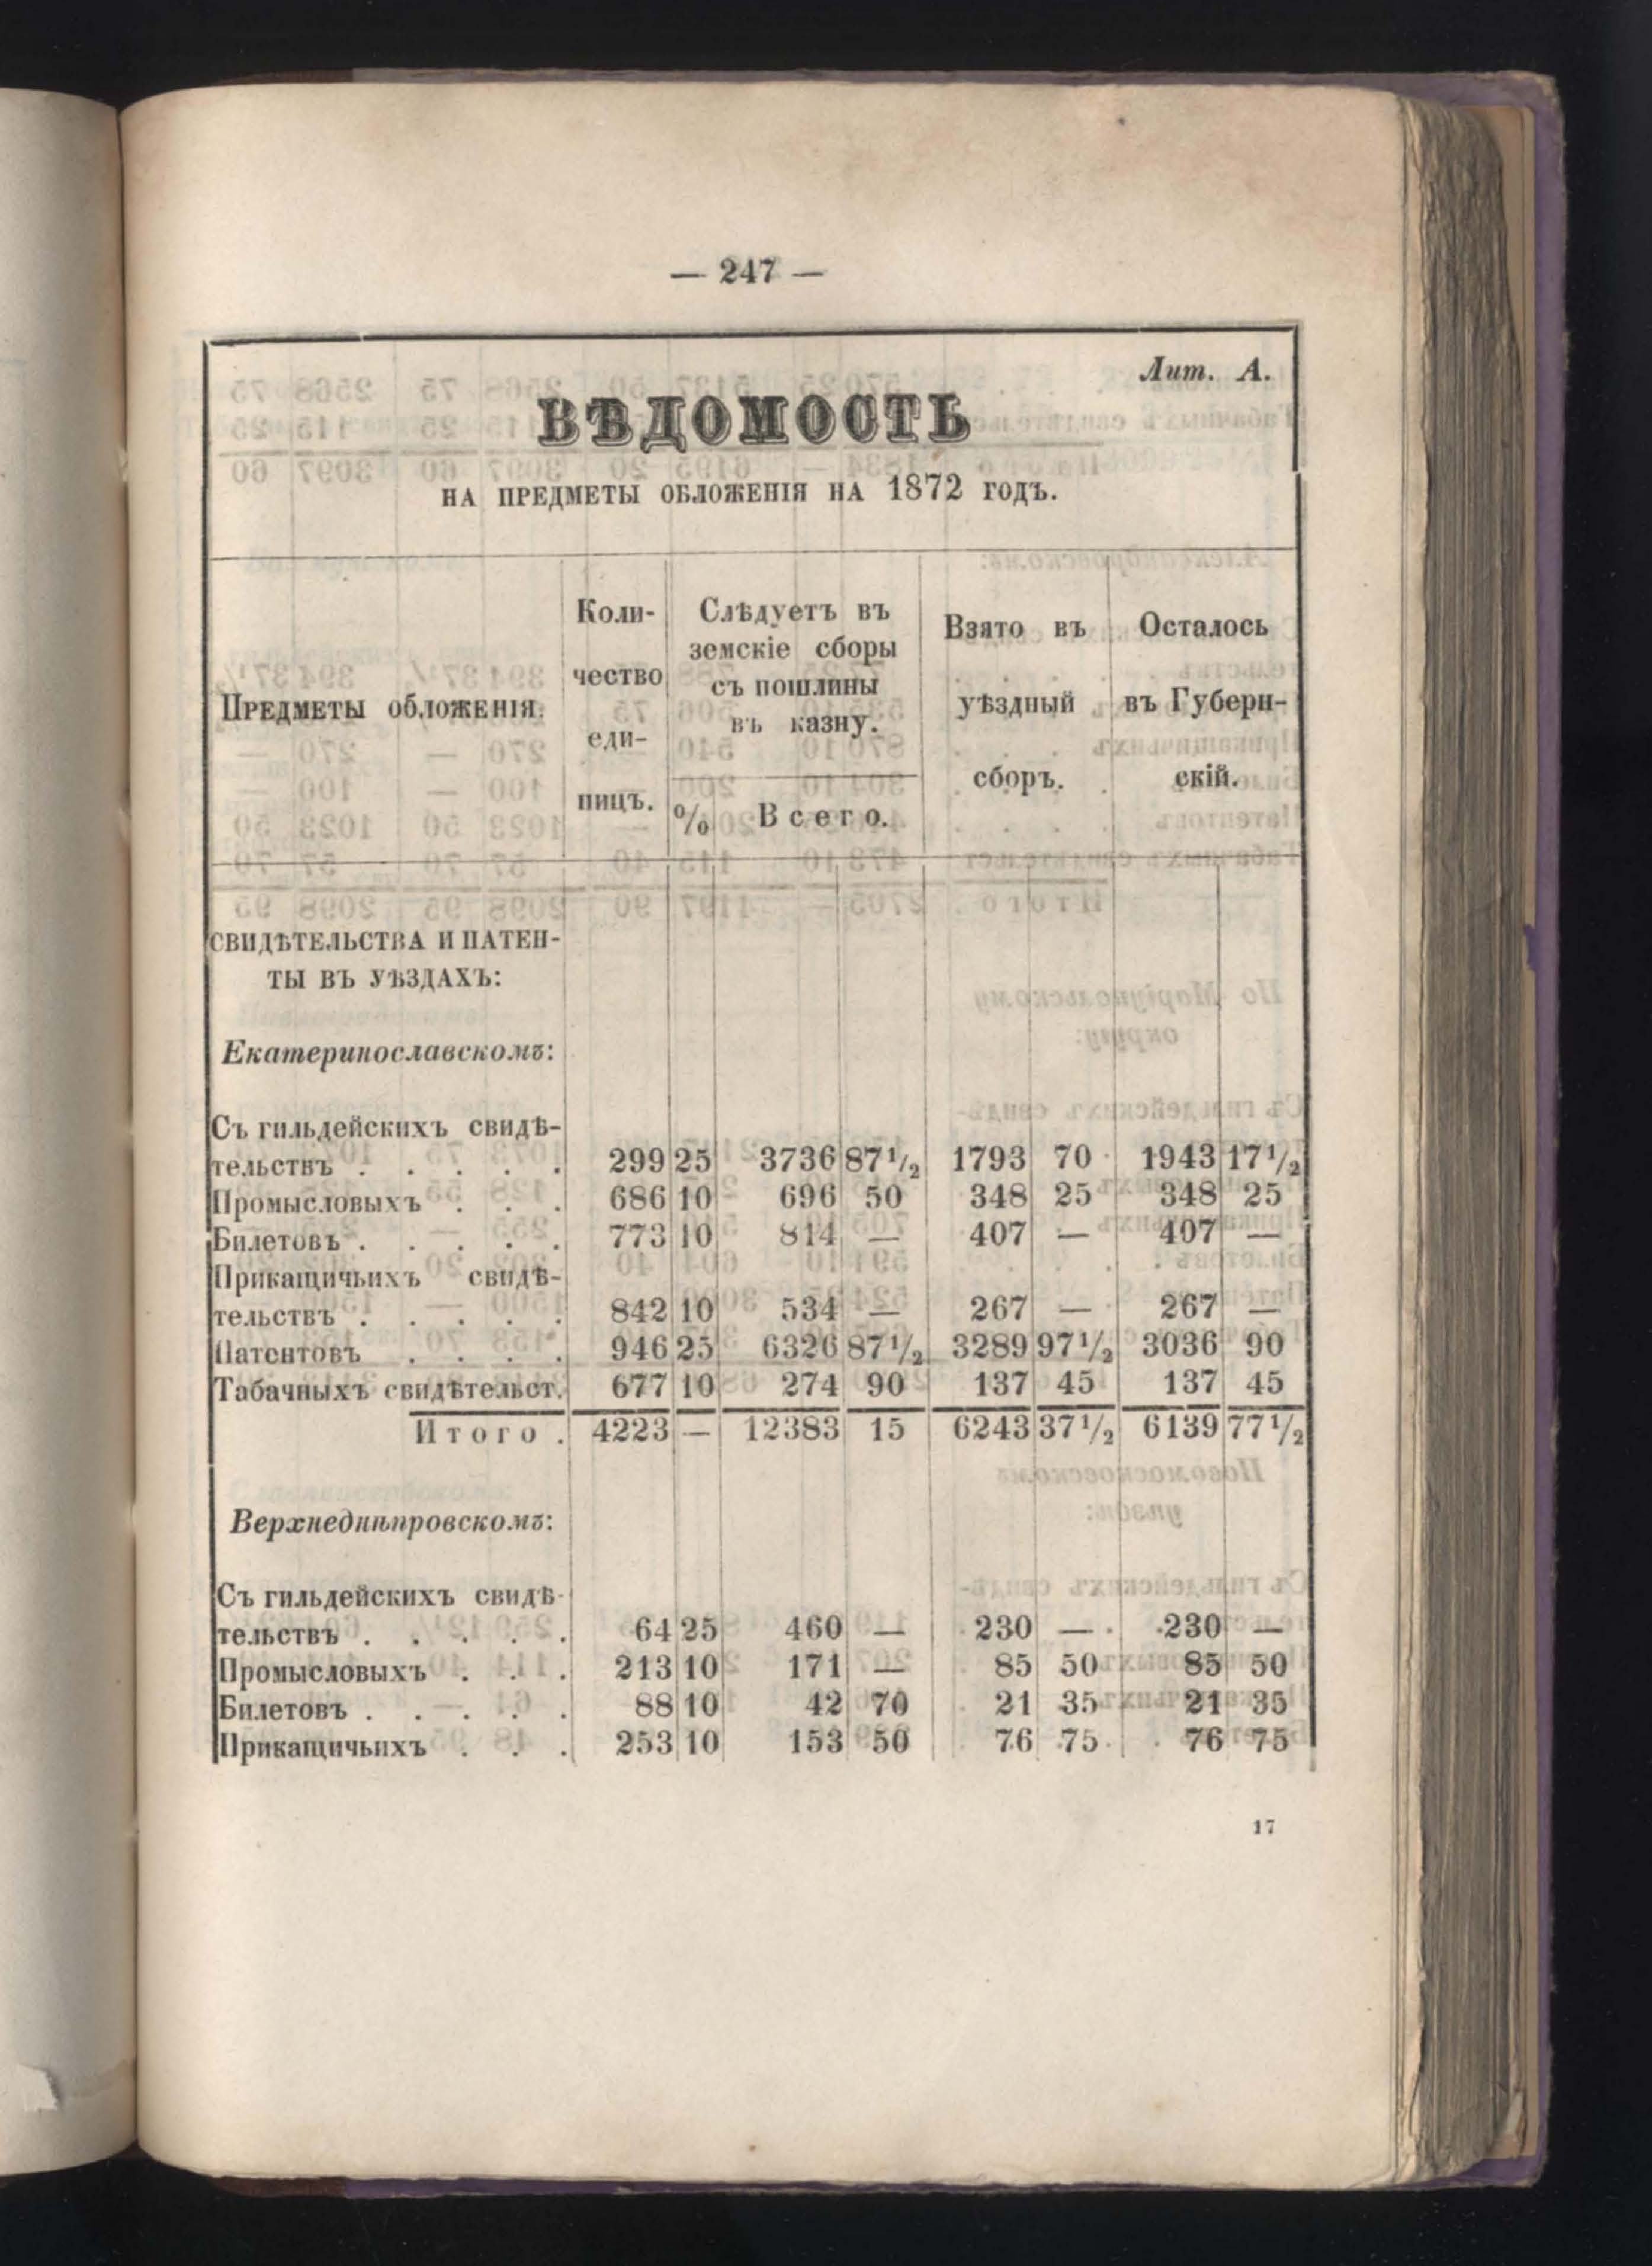 — 247 —
Лит. А.
ВѢДОМОСТЬ
НА ПРЕДМЕТЫ ОБЛОЖЕНІЯ НА 1872 ГОДЪ.
Предметы обложенія.
Коли-
чество
еди-
ницъ.
Слѣдуетъ въ
земскіе сборы
съ пошлины
въ казну.
% Всего.
Взято въ
уѣздный
сборъ.
Осталось
въ Губерн-
скій.
СВИДѢТЕЛЬСТВА И ПАТЕН-
ТЫ ВЪ УѢЗДАХЪ:
Екатеринославскомъ:
Съ гильдейскихъ свидѣ-
тельствъ . . . . . 299 25 3736 87½ 1793 70 1943 17½
Промысловыхъ . . . 686 10 696 50 348 25 348 25
Билетовъ . . . . . 773 10 814 — 407 — 407 —
Прикащичьихъ свидѣ-
тельствъ . . . . . 842 10 534 — 267 — 267 —
Патентовъ . . . . 946 25 6326 87½ 3289 97½ 3036 90
Табачныхъ свидѣтельст. 677 10 274 90 137 45 137 45
Итого . 4223 — 12383 15 6243 37½ 6139 77½
Верхнеднѣпровскомъ:
Съ гильдейскихъ свидѣ-
тельствъ . . . . . 64 25 460 — 230 — 230 —
Промысловыхъ . . . 213 10 171 — 85 50 85 50
Билетовъ . . . . . 88 10 42 70 21 35 21 35
Прикащичьихъ . . . 253 10 153 50 76 75 76 75
17